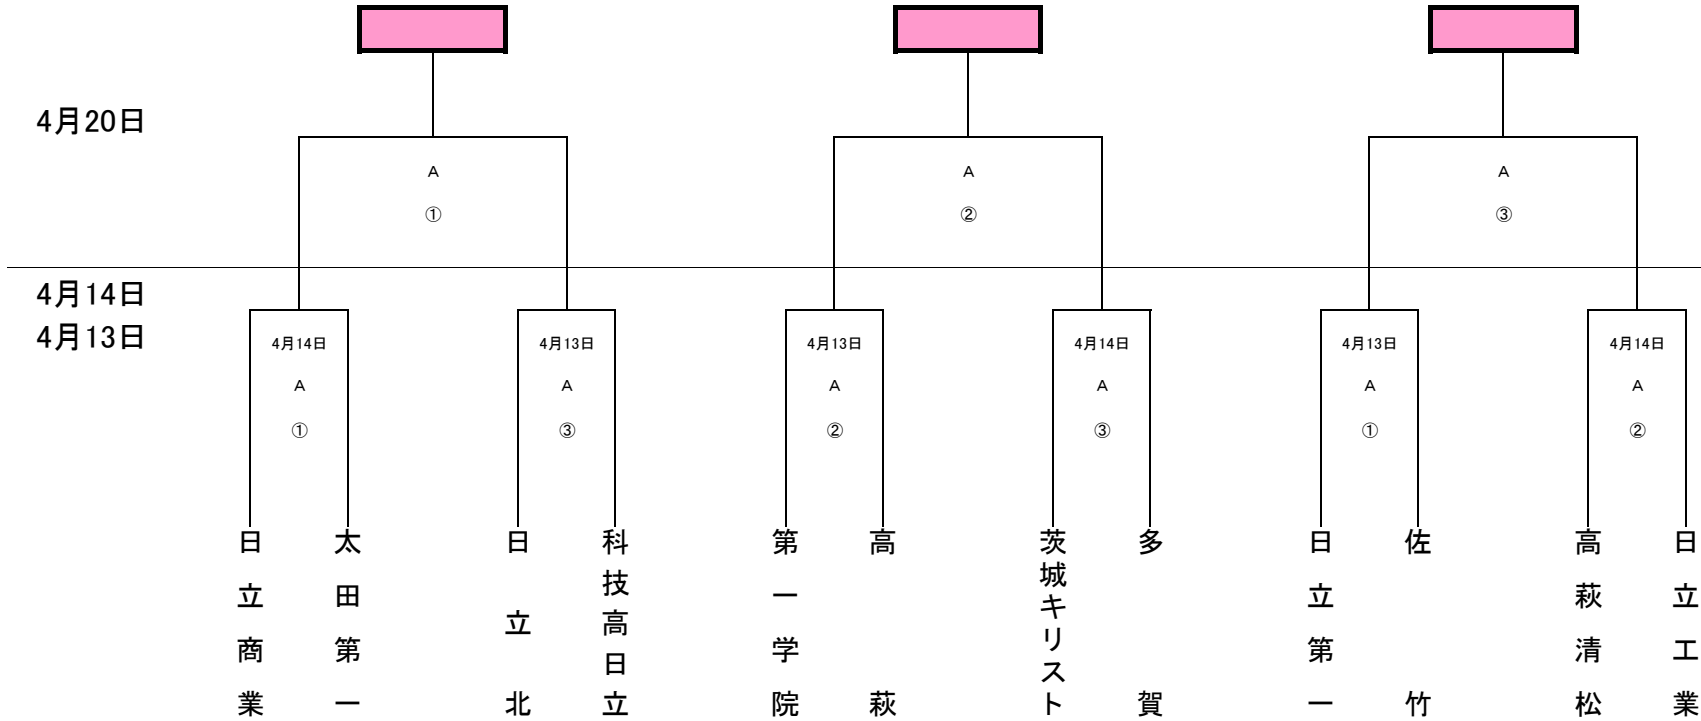 4月20日
A
A
A
①
②
③
4月14日
4月13日
4月14日
4月13日
4月13日
4月14日
4月13日
4月14日
A
A
A
A
A
A
①
③
②
③
①
②
日立商業
太田第一
日立北
科技高日立
第一学院
高萩
茨城キリスト
多賀
日立第一
佐竹
高萩清松
日立工業